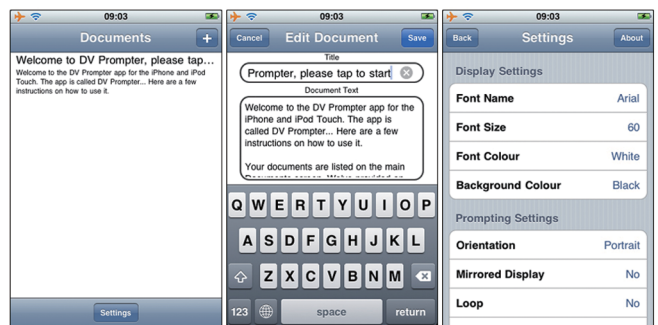 09:03
Documents
+
Welcome to DV Prompter, please tap...
Welcome to the DV Prompter app for the iPhone and iPod
Touch. The app is called DV Prompter... Here are a few
instructions on how to use it.
Settings
09:03
Cancel
Edit Document
Save
Title
Prompter, please tap to start
Document Text
Welcome to the DV Prompter app for the
iPhone and iPod Touch. The app is
called DV Prompter... Here are a few
instructions on how to use it.
Your documents are listed on the main
Documents screen. We've provided an
Q W E R T Y U I O P
A S D F G H J K L
Z X C V B N M
123
space
return
09:03
Back
Settings
About
Display Settings
Font Name Arial
Font Size 60
Font Colour White
Background Colour Black
Prompting Settings
Orientation Portrait
Mirrored Display No
Loop No